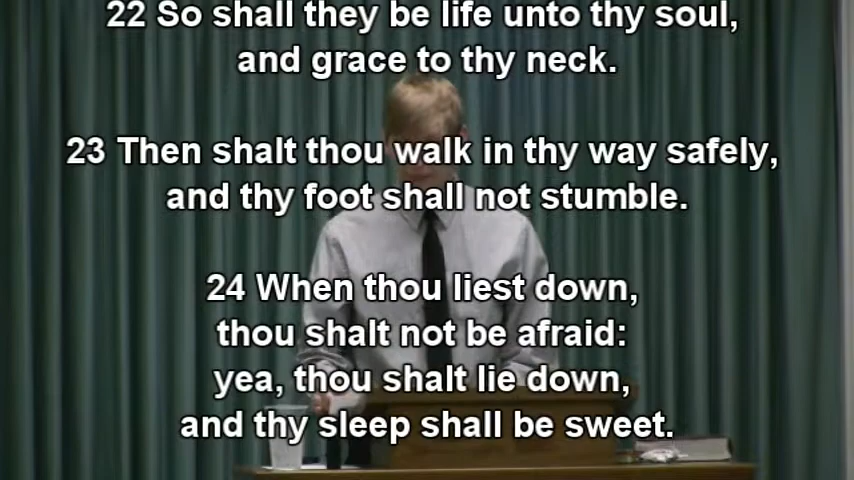 22 So shall they be life unto thy soul,
and grace to thy neck.
23 Then shalt thou walk in thy way safely,
and thy foot shall not stumble.
24 When thou liest down,
thou shalt not be afraid:
yea, thou shalt lie down,
and thy sleep shall be sweet.